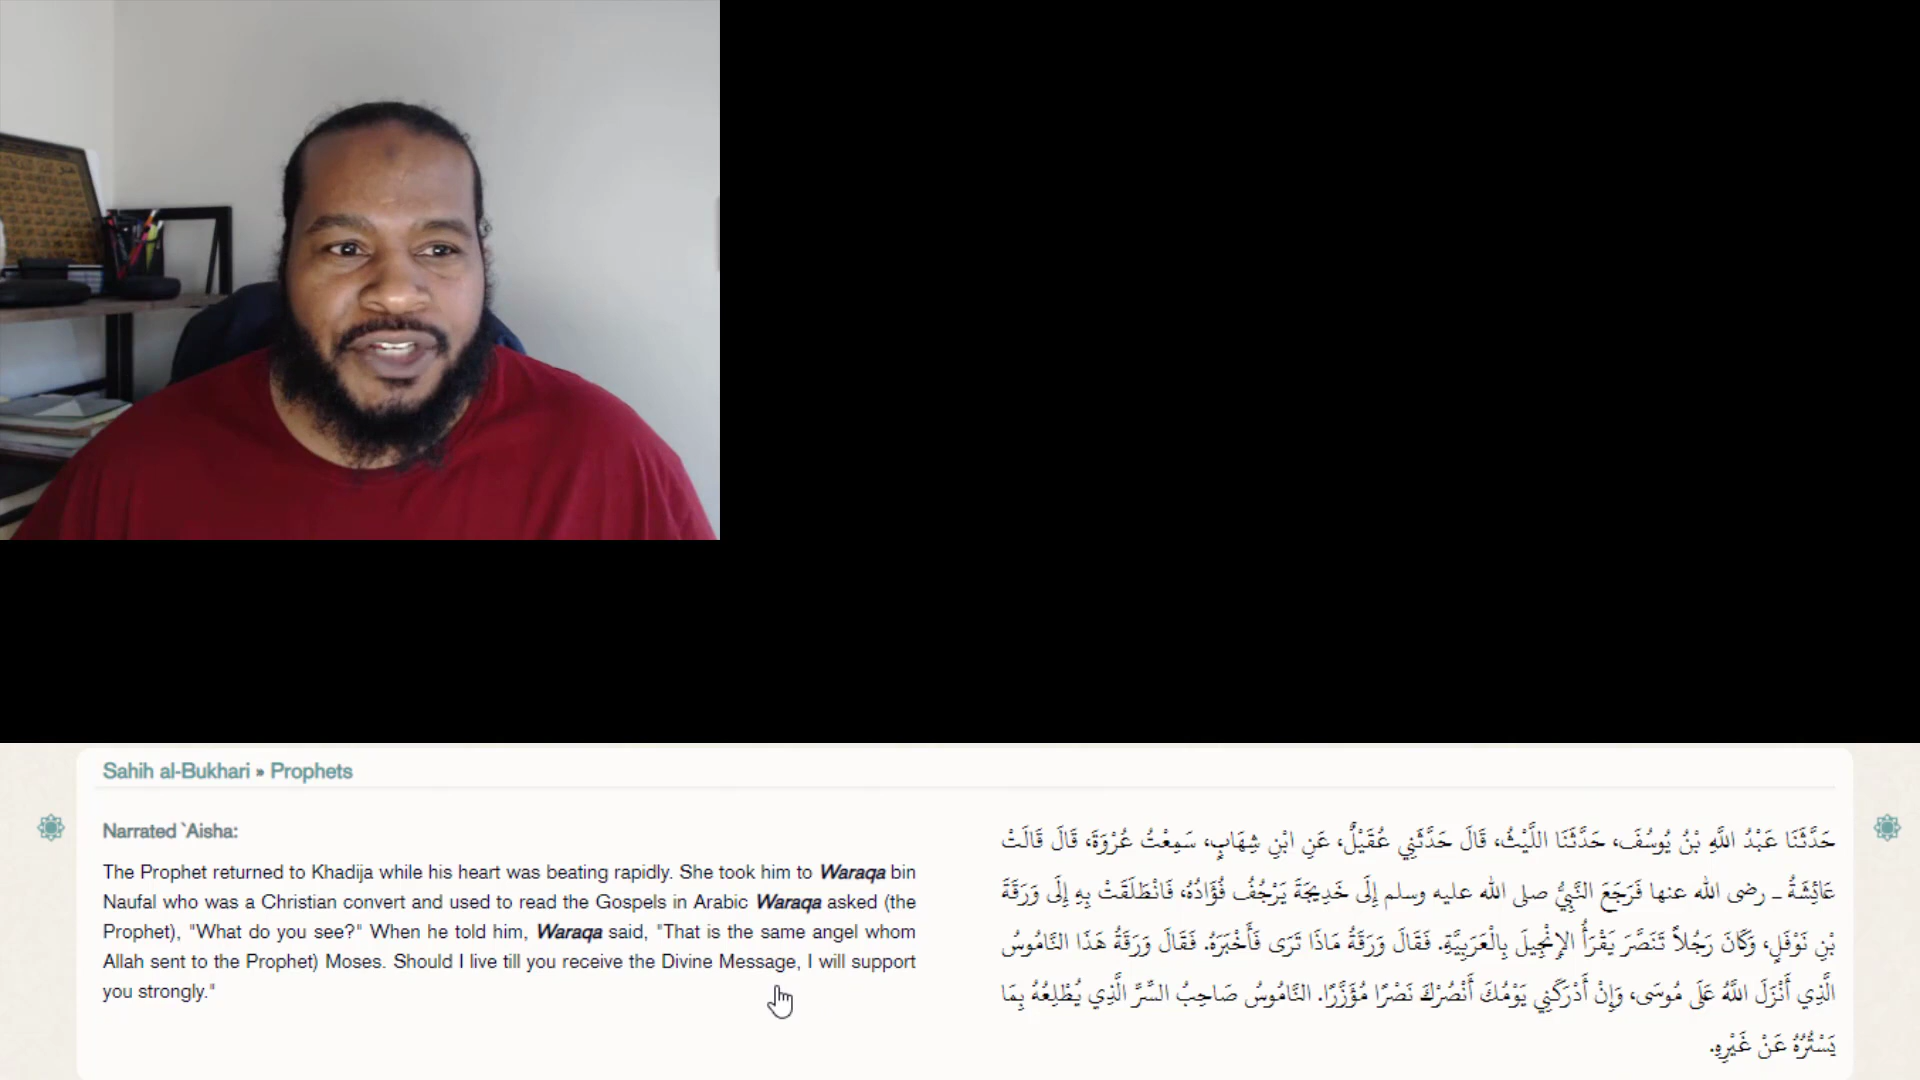 Sahih al-Bukhari » Prophets
Narrated `Aisha:
The Prophet returned to Khadija while his heart was beating rapidly. She took him to Waraqa bin
Naufal who was a Christian convert and used to read the Gospels in Arabic Waraqa asked (the
Prophet), "What do you see?" When he told him, Waraqa said, "That is the same angel whom
Allah sent to the Prophet) Moses. Should I live till you receive the Divine Message, I will support
you strongly."
حَدَّثَنَا عَبْدُ اللَّهِ بْنُ يُوسُفَ، حَدَّثَنَا اللَّيْثُ، قَالَ حَدَّثَنِي عُقَيْلٌ، عَنِ ابْنِ شِهَابٍ، سَمِعْتُ عُرْوَةَ، قَالَ قَالَتْ
عَائِشَةُ ـ رضى الله عنها فَرَجَعَ النَّبِيُّ صلى الله عليه وسلم إِلَى خَدِيجَةَ يَرْجُفُ فُؤَادُهُ، فَانْطَلَقَتْ بِهِ إِلَى وَرَقَةَ
بْنِ نَوْفَلٍ، وَكَانَ رَجُلاً تَنَصَّرَ يَقْرَأُ الإِنْجِيلَ بِالْعَرَبِيَّةِ‏.‏ فَقَالَ وَرَقَةُ مَاذَا تَرَى فَأَخْبَرَهُ‏.‏ فَقَالَ وَرَقَةُ هَذَا النَّامُوسُ
الَّذِي أَنْزَلَ اللَّهُ عَلَى مُوسَى، وَإِنْ أَدْرَكَنِي يَوْمُكَ أَنْصُرْكَ نَصْرًا مُؤَزَّرًا‏.‏ النَّامُوسُ صَاحِبُ السِّرِّ الَّذِي يُطْلِعُهُ بِمَا
يَسْتُرُهُ عَنْ غَيْرِهِ‏.‏